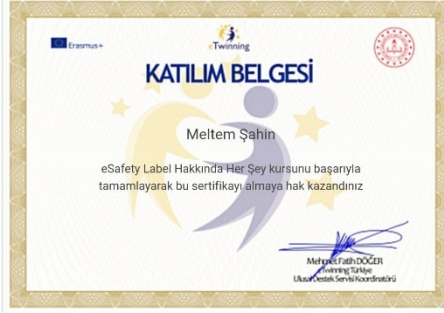 Erasmus+
eTwinning
KATILIM BELGESİ
Meltem Şahin
eSafety Label Hakkında Her Şey kursunu başarıyla
tamamlayarak bu sertifikayı almaya hak kazandınız
Mehmet Fatih DÖĞER
eTwinning Türkiye
Ulusal Destek Servisi Koordinatörü